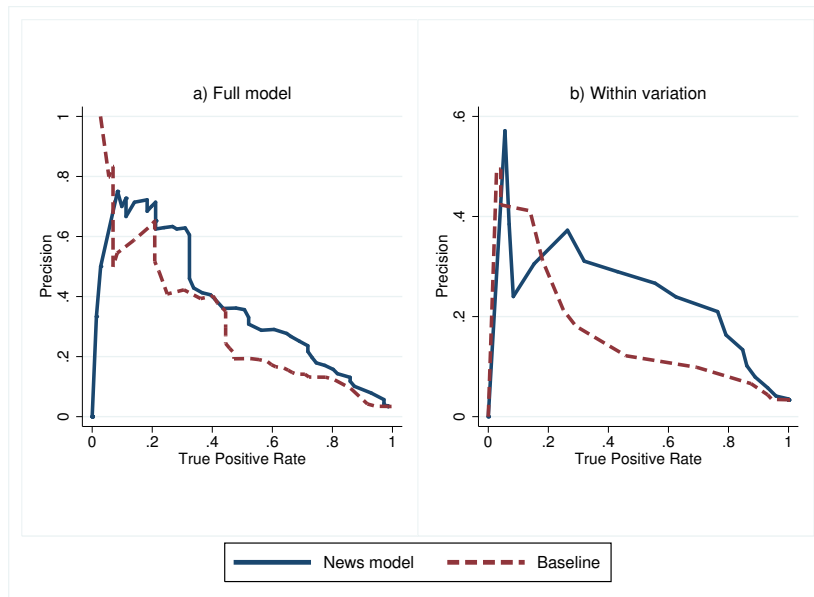 a) Full model
1
.8
.6
.4
.2
0
Precision
0 .2 .4 .6 .8 1
True Positive Rate
b) Within variation
.6
.4
.2
0
Precision
0 .2 .4 .6 .8 1
True Positive Rate
News model Baseline